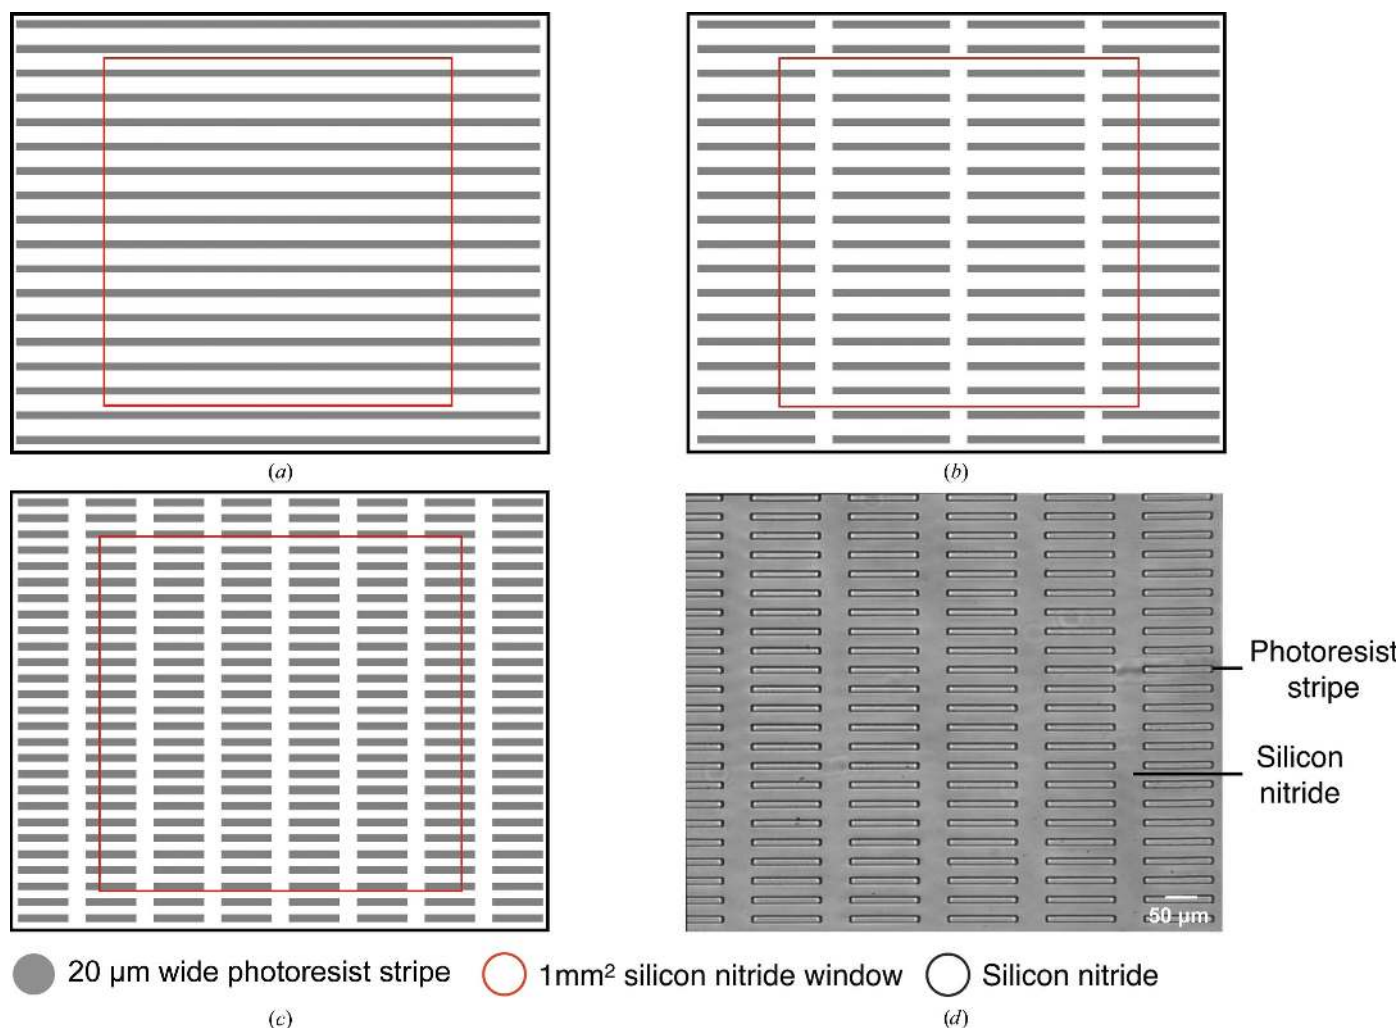 (a)
(b)
Photoresist
stripe
Silicon
nitride
50 µm
20 µm wide photoresist stripe
1mm² silicon nitride window
Silicon nitride
(c)
(d)